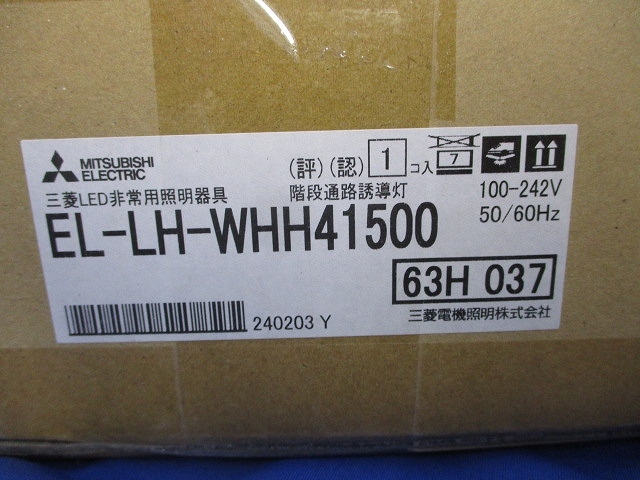 MITSUBISHI
ELECTRIC
(評)(認) 1 コ入 7
三菱LED非常用照明器具 階段通路誘導灯 100-242V
50/60Hz
EL-LH-WHH41500
63H 037
240203 Y 三菱電機照明株式会社